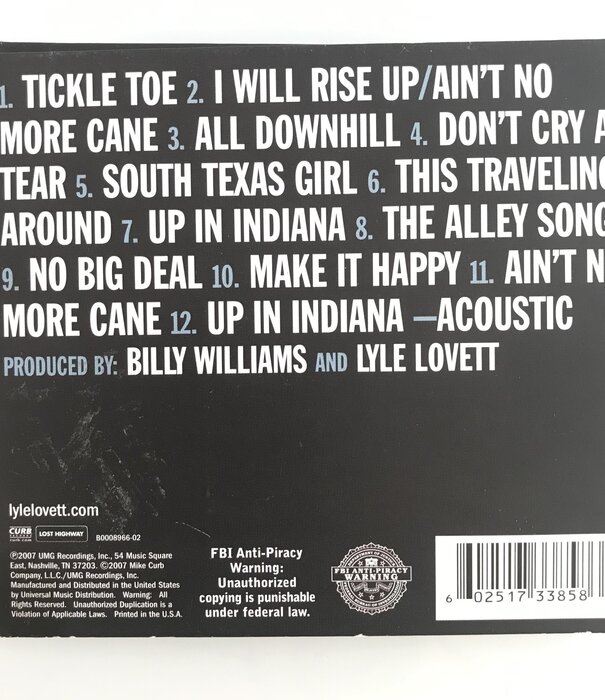 1. TICKLE TOE 2. I WILL RISE UP/AIN'T NO
MORE CANE 3. ALL DOWNHILL 4. DON'T CRY A
TEAR 5. SOUTH TEXAS GIRL 6. THIS TRAVELING
AROUND 7. UP IN INDIANA 8. THE ALLEY SONG
9. NO BIG DEAL 10. MAKE IT HAPPY 11. AIN'T N
MORE CANE 12. UP IN INDIANA —ACOUSTIC
PRODUCED BY: BILLY WILLIAMS AND LYLE LOVETT
lylelovett.com
CURB
RECORDS
curb.com
LOST HIGHWAY
B0008966-02
℗2007 UMG Recordings, Inc., 54 Music Square
East, Nashville, TN 37203. ©2007 Mike Curb
Company, L.L.C./UMG Recordings, Inc.
Manufactured and Distributed in the United States
by Universal Music Distribution. Warning: All
Rights Reserved. Unauthorized Duplication is a
Violation of Applicable Laws. Printed in the U.S.A.
FBI Anti-Piracy
Warning:
Unauthorized
copying is punishable
under federal law.
FBI ANTI-PIRACY
WARNING
6 02517 33858